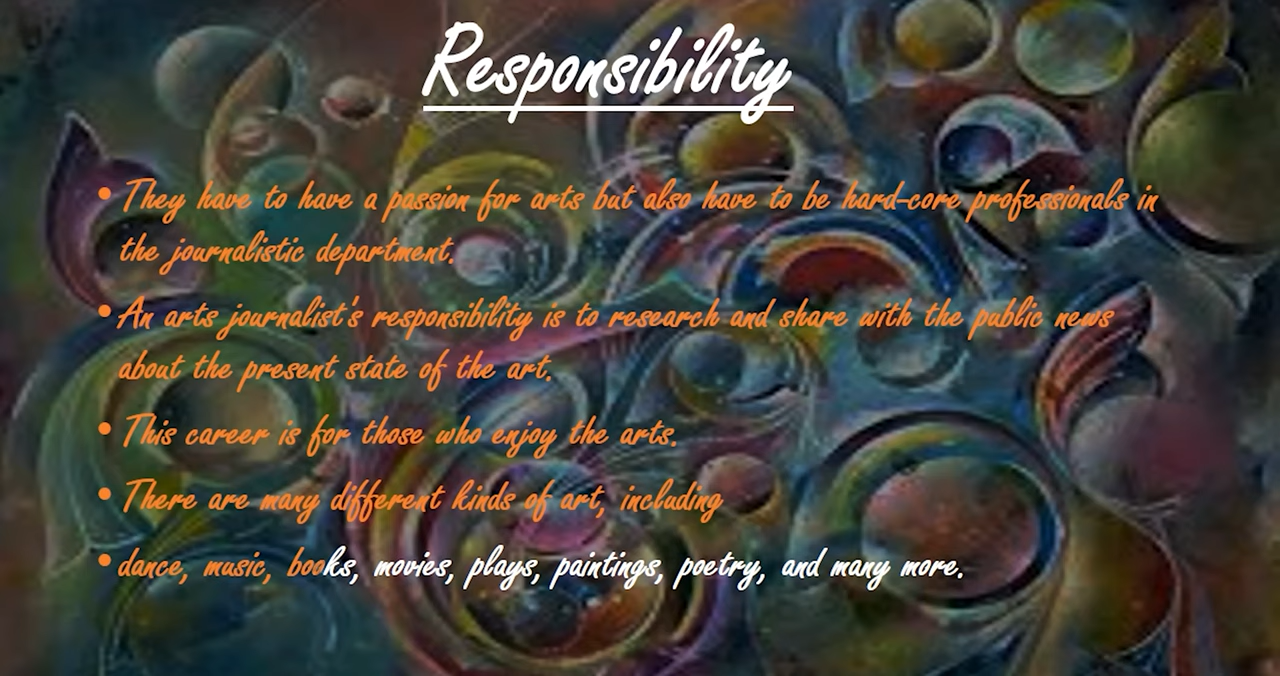 Responsibility
• They have to have a passion for arts but also have to be hard-core professionals in
the journalistic department.
• An arts journalist's responsibility is to research and share with the public news
about the present state of the art.
• This career is for those who enjoy the arts.
• There are many different kinds of art, including
• dance, music, books, movies, plays, paintings, poetry, and many more.